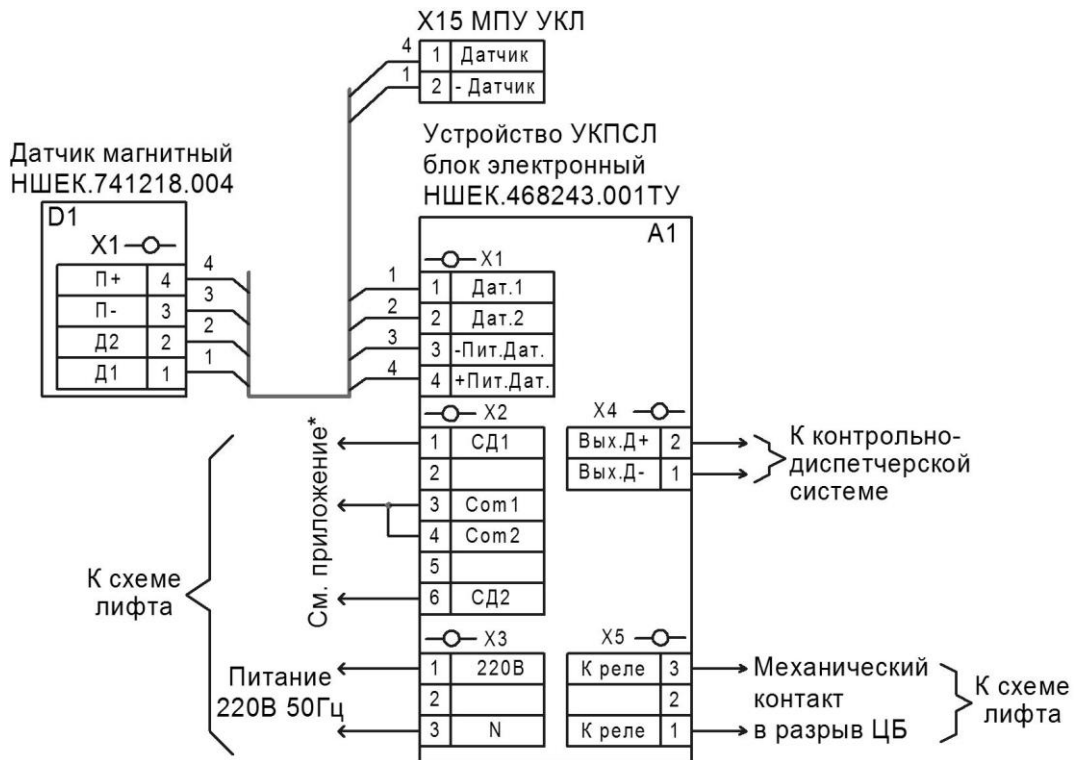 X15 МПУ УКЛ
4 1 Датчик
1 2 - Датчик
Устройство УКПСЛ
блок электронный
НШЕК.468243.001ТУ
Датчик магнитный
НШЕК.741218.004
D1
X1
П+ 4 4
П- 3 3
Д2 2 2
Д1 1 1
A1
X1
1 1 Дат.1
2 2 Дат.2
3 3 -Пит.Дат.
4 4 +Пит.Дат.
X2
1 СД1
2
3 Com1
4 Com2
5
6 СД2
См. приложение*
X4
Вых.Д+ 2
Вых.Д- 1
К контрольно-
диспетчерской
системе
К схеме
лифта
X3
1 220В
2
3 N
Питание
220В 50Гц
X5
К реле 3
2
К реле 1
Механический
контакт
в разрыв ЦБ
К схеме
лифта